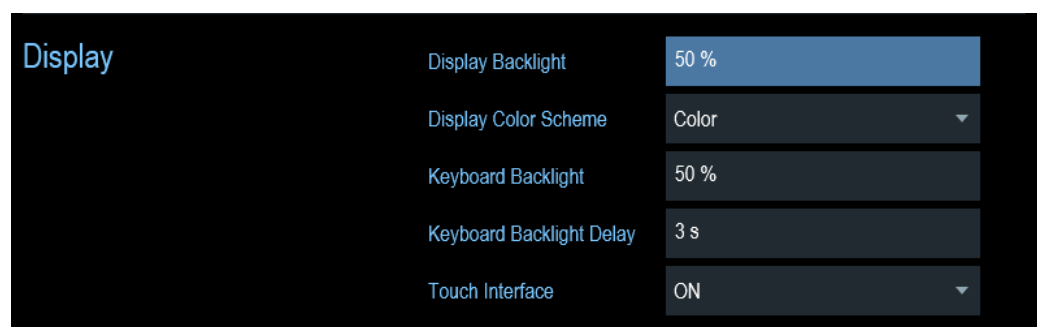 Display
Display Backlight 50 %
Display Color Scheme Color
Keyboard Backlight 50 %
Keyboard Backlight Delay 3 s
Touch Interface ON